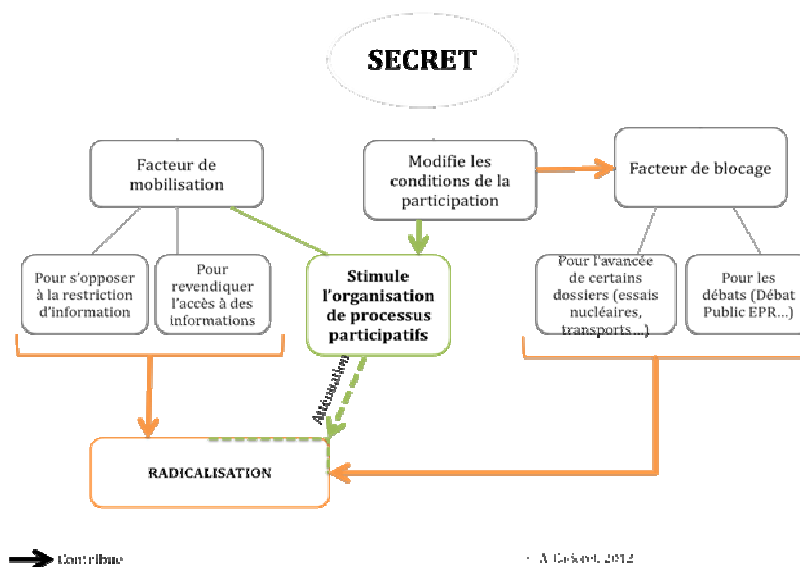 SECRET
Facteur de
mobilisation
Modifie les
conditions de la
participation
Facteur de blocage
Pour s'opposer
à la restriction
d'information
Pour
revendiquer
l'accès à des
informations
Stimule
l'organisation
de processus
participatifs
Pour l'avancée
de certains
dossiers (essais
nucléaires,
transports...)
Pour les
débats (Débat
Public EPR...)
Atténuation
RADICALISATION
Contribue
2012